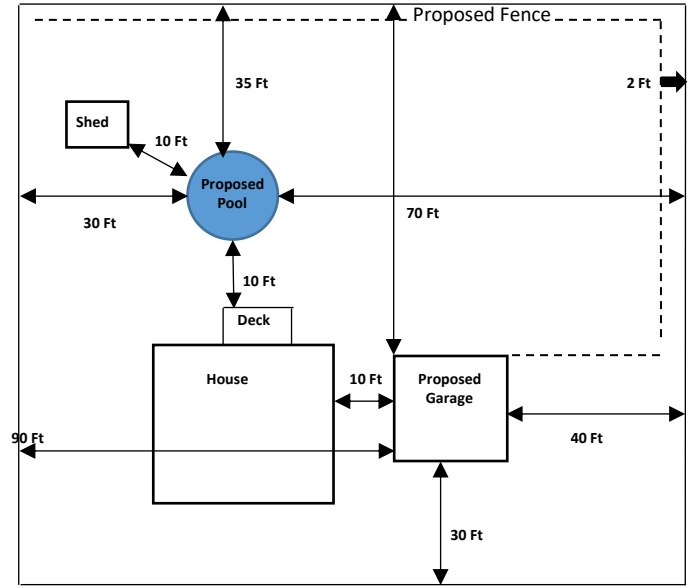 Proposed Fence
35 Ft
2 Ft
Shed
10 Ft
Proposed
Pool
30 Ft
70 Ft
10 Ft
Deck
House
10 Ft
Proposed
Garage
90 Ft
40 Ft
30 Ft